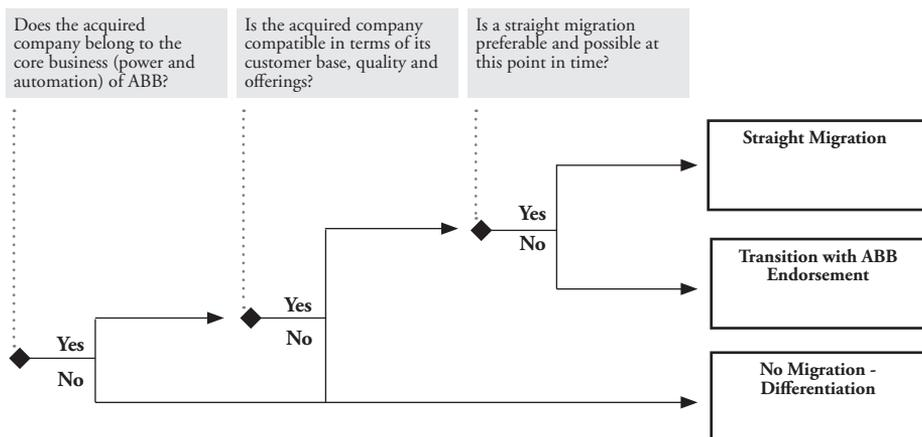 Does the acquired
company belong to the
core business (power and
automation) of ABB?
Is the acquired company
compatible in terms of its
customer base, quality and
offerings?
Is a straight migration
preferable and possible at
this point in time?
Straight Migration
Yes
No
Transition with ABB
Endorsement
Yes
No
Yes
No
No Migration -
Differentiation